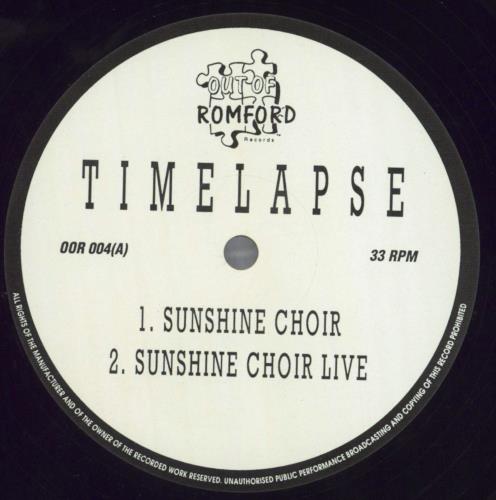 OUT OF
ROMFORD
Records
TIMELAPSE
OOR 004(A)
33 RPM
1. SUNSHINE CHOIR
2. SUNSHINE CHOIR LIVE
ALL RIGHTS OF THE MANUFACTURER AND OF THE OWNER OF THE RECORDED WORK RESERVED. UNAUTHORISED PUBLIC PERFORMANCE BROADCASTING AND COPYING OF THIS RECORD PROHIBITED